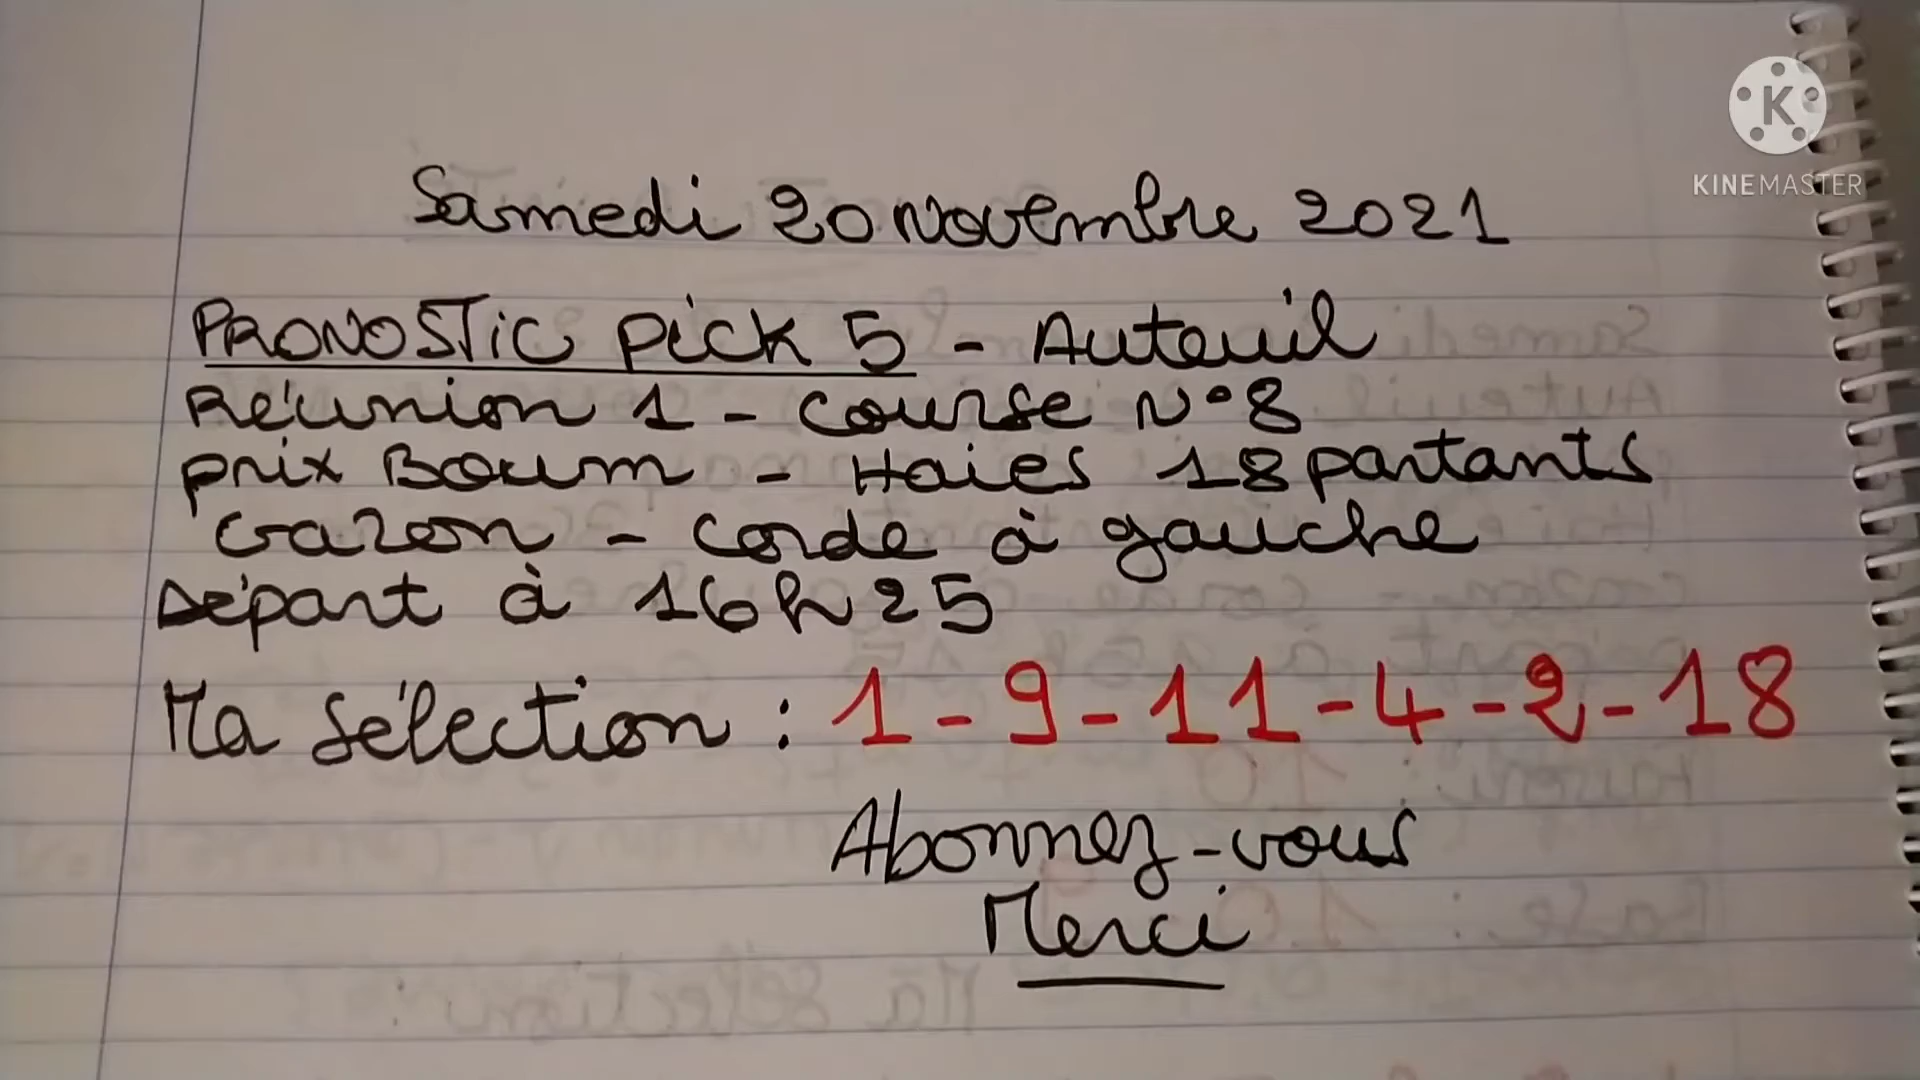 K
KINEMASTER
Samedi 20 Novembre 2021
PRONOSTIC PICK 5 - Auteuil
Réunion 1 - Course N°8
prix Boum - Haies 18 partants
Gazon - Corde à gauche
Départ à 16h25
Ma Sélection : 1 - 9 - 11 - 4 - 2 - 18
Abonnez-vous
Merci